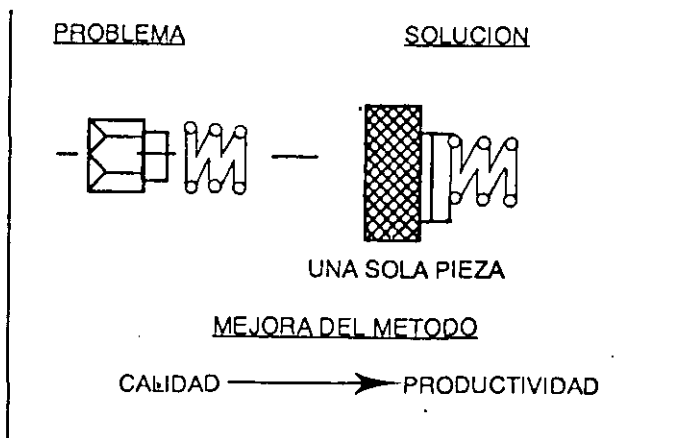 PROBLEMA SOLUCION
UNA SOLA PIEZA
MEJORA DEL METODO
CALIDAD PRODUCTIVIDAD